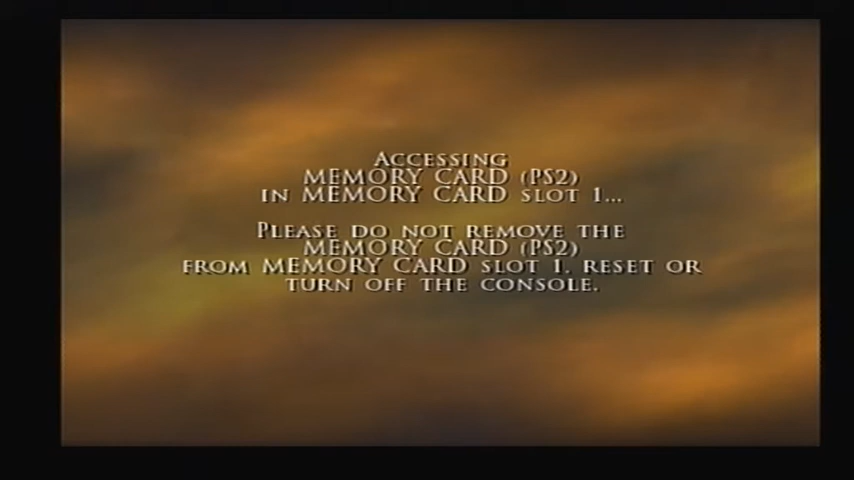 Accessing
MEMORY CARD (PS2)
in MEMORY CARD slot 1...
Please do not remove the
MEMORY CARD (PS2)
from MEMORY CARD slot 1, reset or
turn off the console.